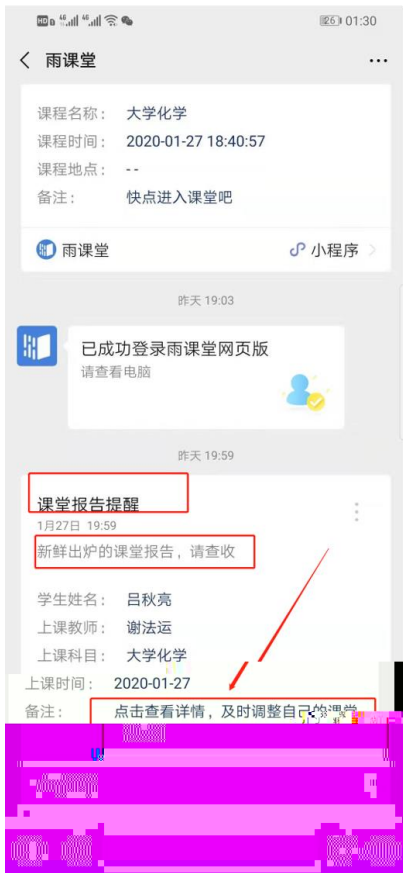 HD 4G 4G 26 01:30
雨课堂
课程名称： 大学化学
课程时间： 2020-01-27 18:40:57
课程地点： --
备注： 快点进入课堂吧
雨课堂 小程序
昨天 19:03
已成功登录雨课堂网页版
请查看电脑
昨天 19:59
课堂报告提醒
1月27日 19:59
新鲜出炉的课堂报告，请查收
学生姓名： 吕秋亮
上课教师： 谢法运
上课科目： 大学化学
上课时间： 2020-01-27
备注： 点击查看详情，及时调整自己的课堂